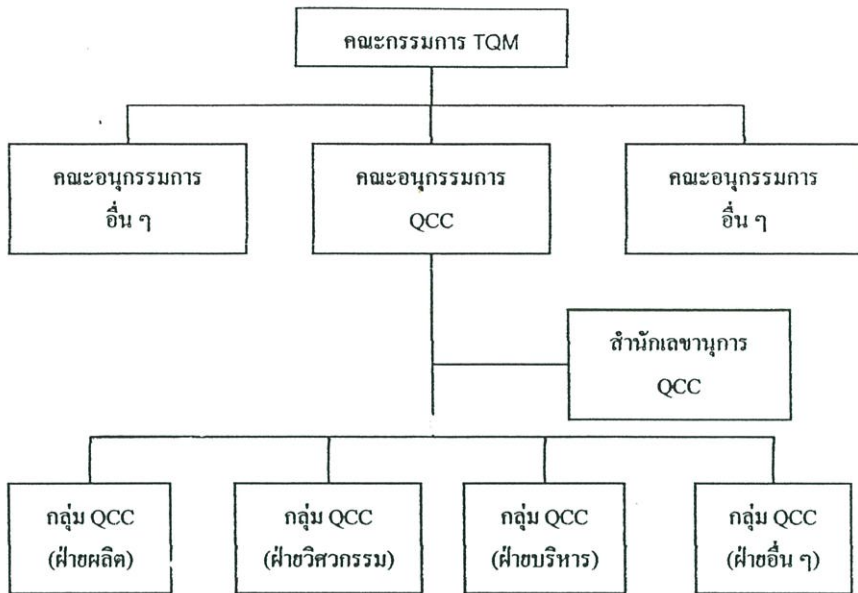 คณะกรรมการ TQM
คณะอนุกรรมการ
อื่น ๆ
คณะอนุกรรมการ
QCC
คณะอนุกรรมการ
อื่น ๆ
สำนักเลขานุการ
QCC
กลุ่ม QCC
(ฝ่ายผลิต)
กลุ่ม QCC
(ฝ่ายวิศวกรรม)
กลุ่ม QCC
(ฝ่ายบริหาร)
กลุ่ม QCC
(ฝ่ายอื่น ๆ)